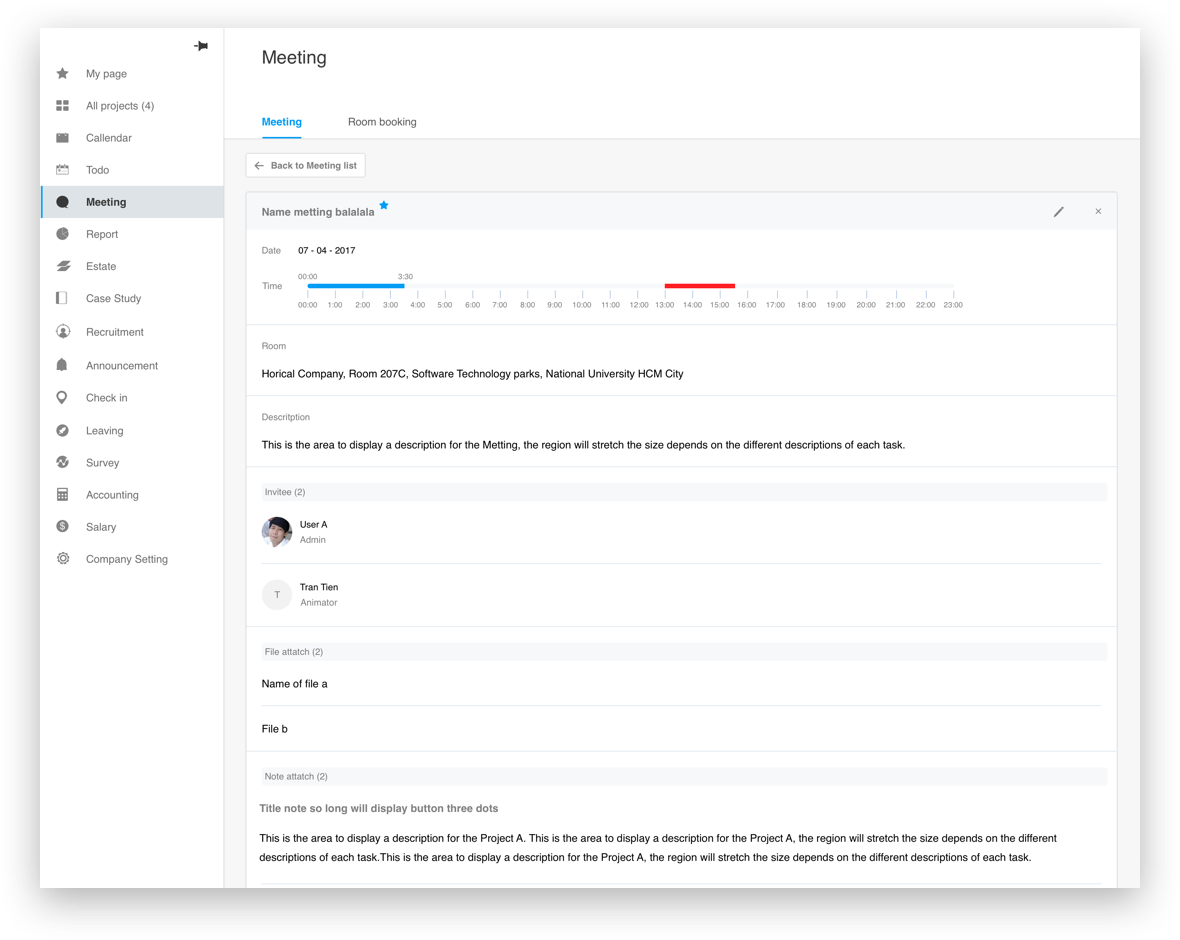 My page
All projects (4)
Callendar
Todo
Meeting
Report
Estate
Case Study
Recruitment
Announcement
Check in
Leaving
Survey
Accounting
Salary
Company Setting
Meeting
Meeting Room booking
Back to Meeting list
Name metting balalala
Date 07 - 04 - 2017
00:00 3:30
Time
00:00 1:00 2:00 3:00 4:00 5:00 6:00 7:00 8:00 9:00 10:00 11:00 12:00 13:00 14:00 15:00 16:00 17:00 18:00 19:00 20:00 21:00 22:00 23:00
Room
Horical Company, Room 207C, Software Technology parks, National University HCM City
Descritption
This is the area to display a description for the Metting, the region will stretch the size depends on the different descriptions of each task.
Invitee (2)
User A
Admin
T
Tran Tien
Animator
File attatch (2)
Name of file a
File b
Note attatch (2)
Title note so long will display button three dots
This is the area to display a description for the Project A. This is the area to display a description for the Project A, the region will stretch the size depends on the different
descriptions of each task.This is the area to display a description for the Project A, the region will stretch the size depends on the different descriptions of each task.